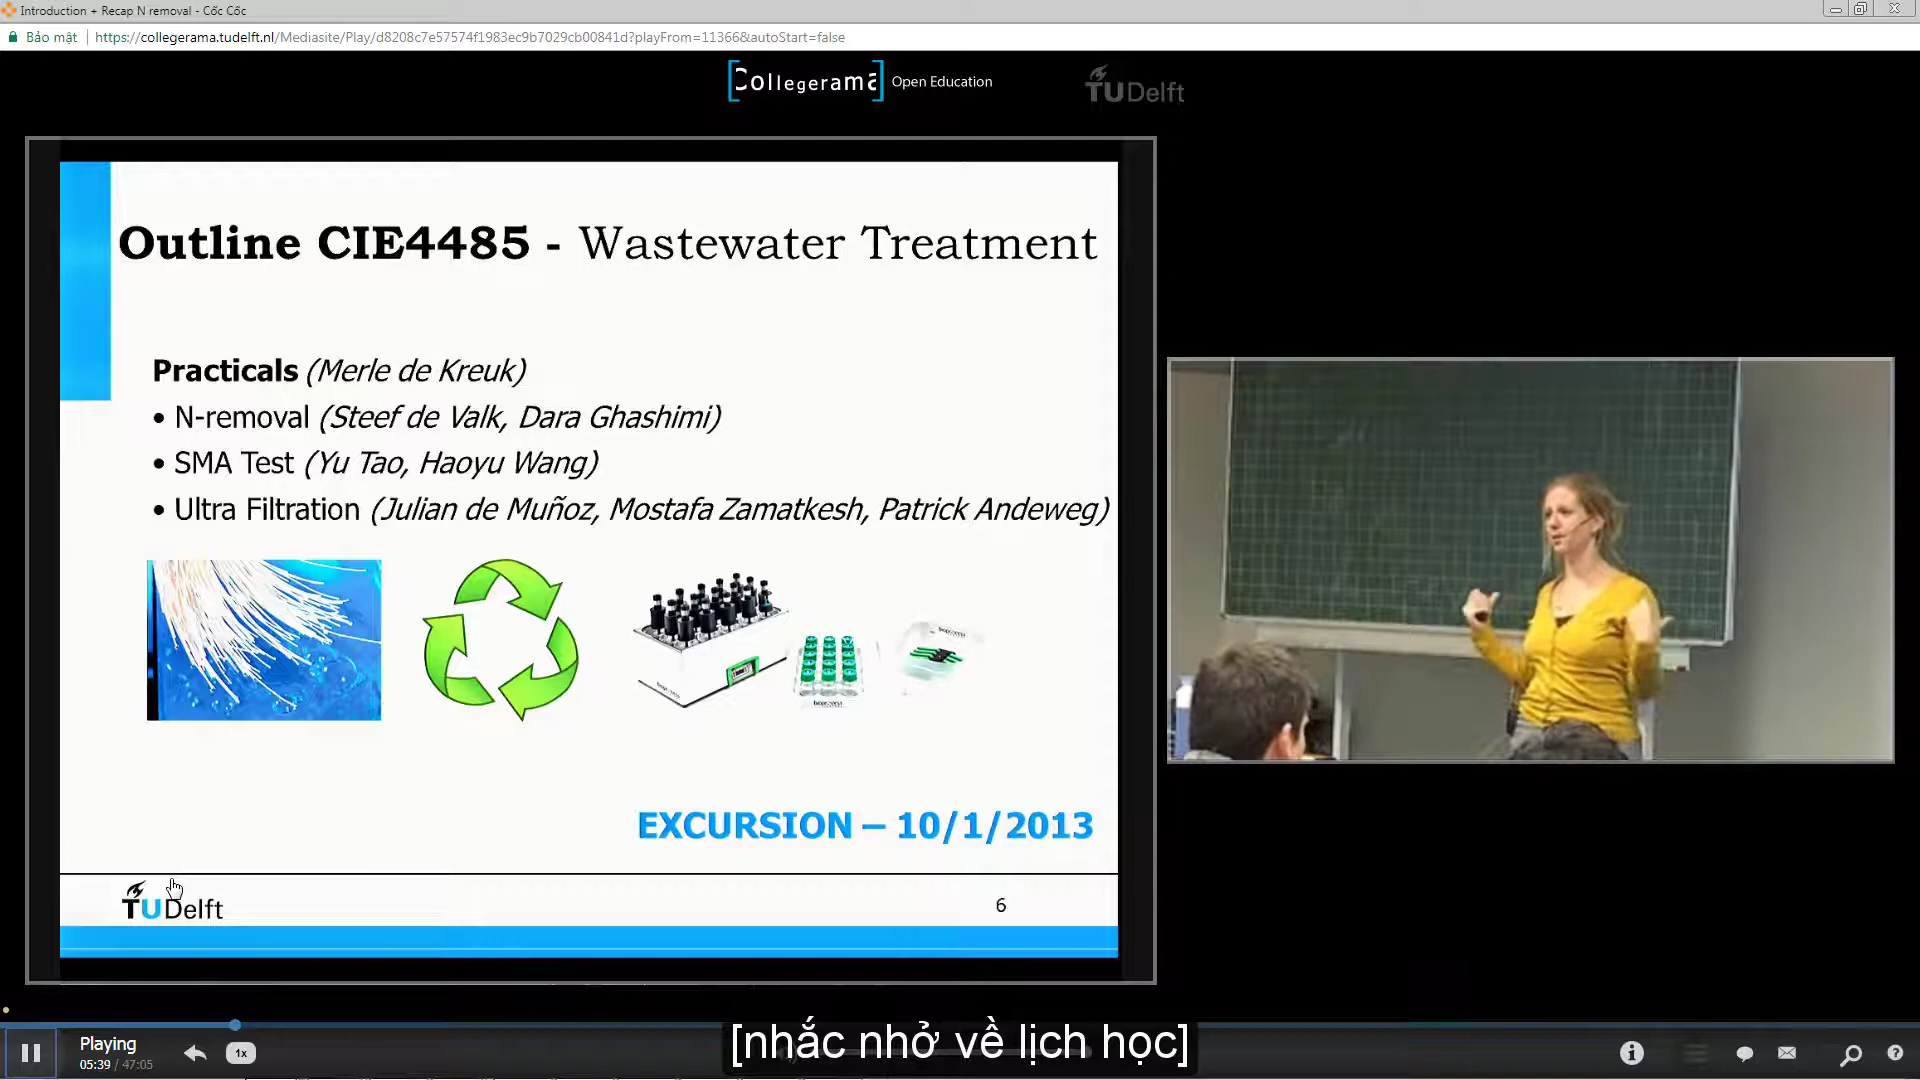 Introduction + Recap N removal - Cốc Cốc
Bảo mật
https://collegerama.tudelft.nl/Mediasite/Play/d8208c7e57574f1983ec9b7029cb00841d?playFrom=11366&autoStart=false
Collegerama Open Education
TUDelft
Outline CIE4485 - Wastewater Treatment
Practicals (Merle de Kreuk)
• N-removal (Steef de Valk, Dara Ghashimi)
• SMA Test (Yu Tao, Haoyu Wang)
• Ultra Filtration (Julian de Muñoz, Mostafa Zamatkesh, Patrick Andeweg)
EXCURSION – 10/1/2013
TUDelft
6
Playing
05:39 / 47:05
1x
[nhắc nhở về lịch học]